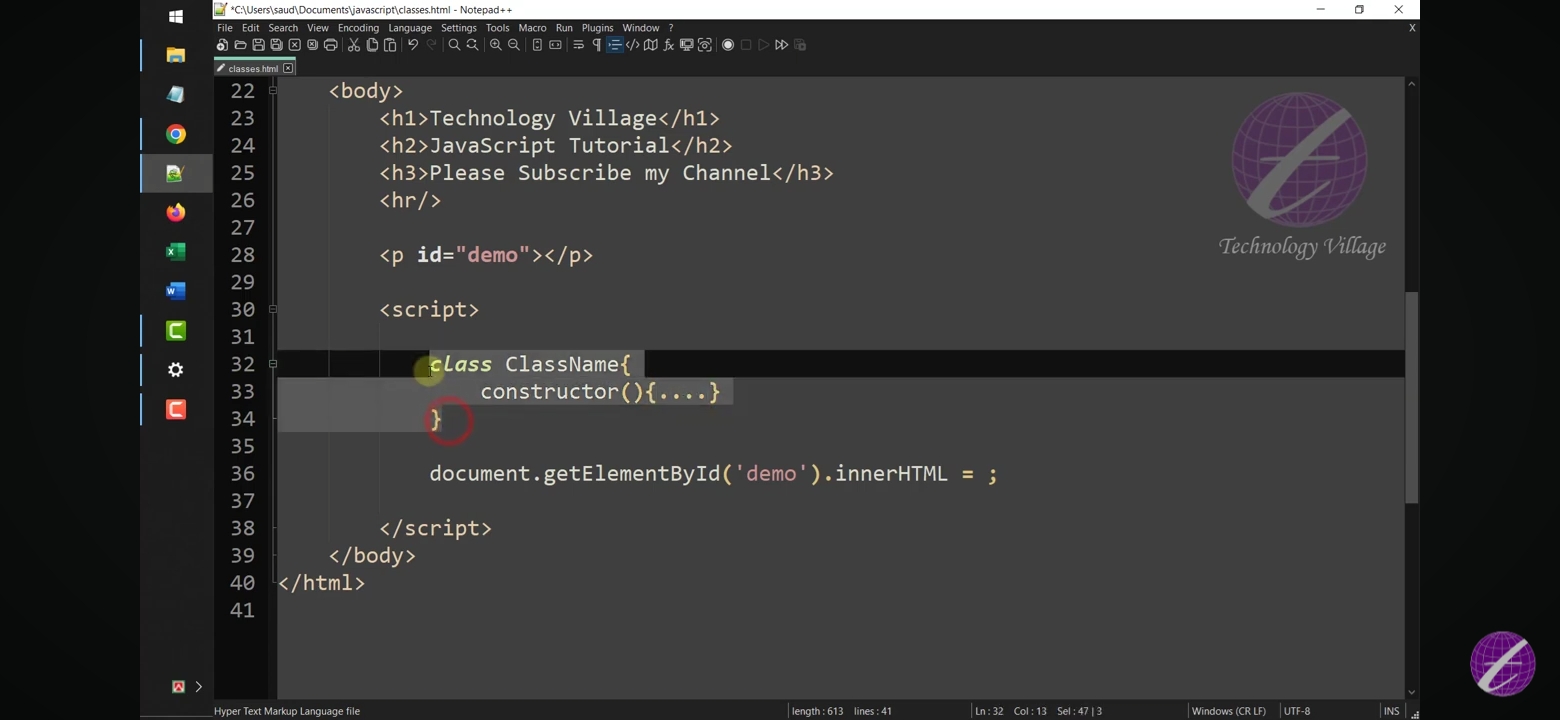 *C:\Users\saud\Documents\javascript\classes.html - Notepad++
File Edit Search View Encoding Language Settings Tools Macro Run Plugins Window ? X
classes.html
22 <body>
23 <h1>Technology Village</h1>
24 <h2>JavaScript Tutorial</h2>
25 <h3>Please Subscribe my Channel</h3>
26 <hr/>
27
28 <p id="demo"></p>
29
30 <script>
31
32 class ClassName{
33 constructor(){....}
34 }
35
36 document.getElementById('demo').innerHTML = ;
37
38 </script>
39 </body>
40 </html>
41
Technology Village
Hyper Text Markup Language file length : 613 lines : 41 Ln : 32 Col : 13 Sel : 47 | 3 Windows (CR LF) UTF-8 INS